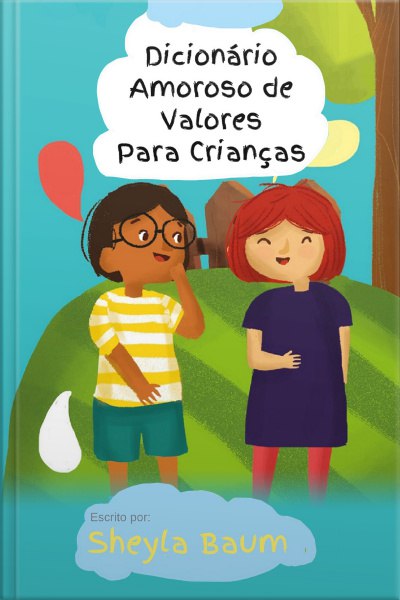 Dicionário
Amoroso de
Valores
Para Crianças
Escrito por:
Sheyla Baum